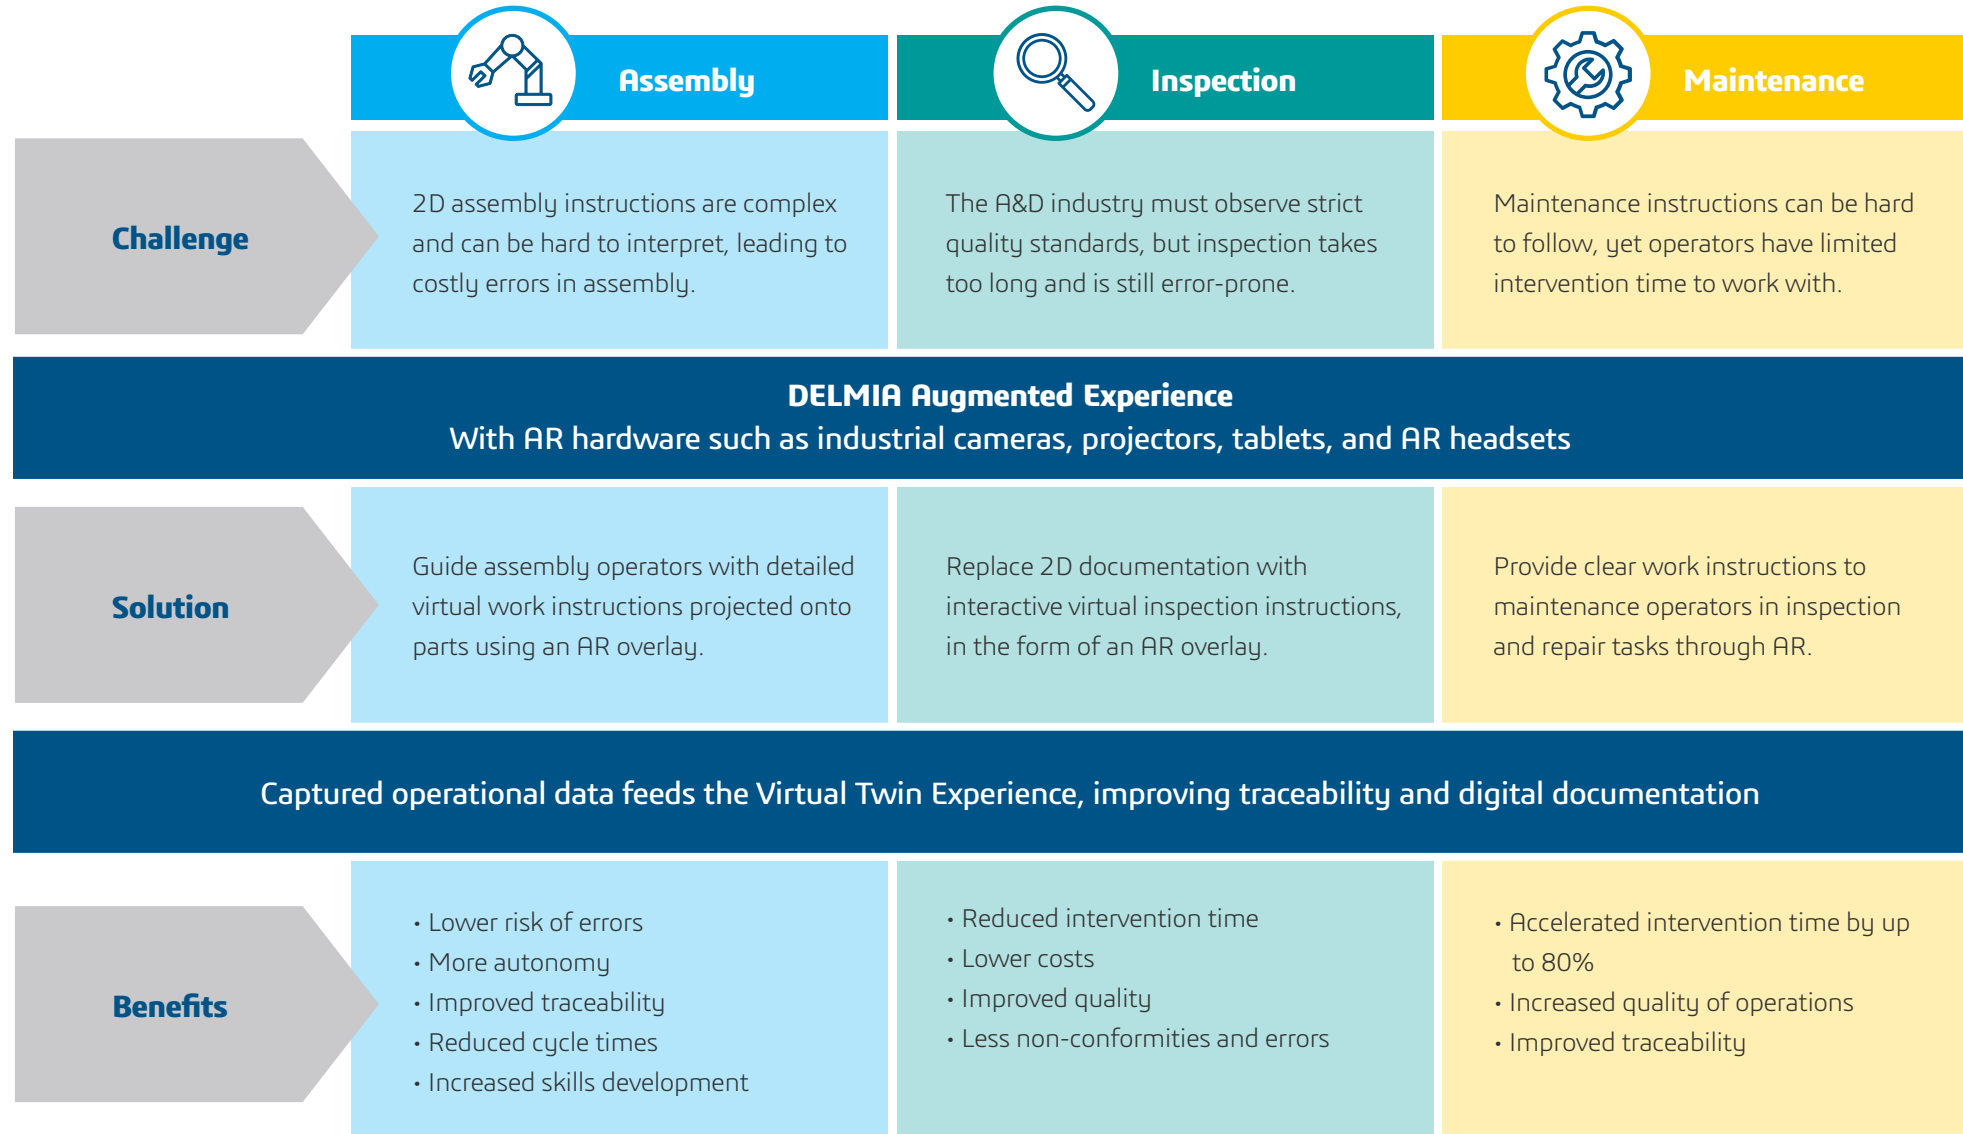 Assembly
Inspection
Maintenance
Challenge
2D assembly instructions are complex
and can be hard to interpret, leading to
costly errors in assembly.
The A&D industry must observe strict
quality standards, but inspection takes
too long and is still error-prone.
Maintenance instructions can be hard
to follow, yet operators have limited
intervention time to work with.
DELMIA Augmented Experience
With AR hardware such as industrial cameras, projectors, tablets, and AR headsets
Solution
Guide assembly operators with detailed
virtual work instructions projected onto
parts using an AR overlay.
Replace 2D documentation with
interactive virtual inspection instructions,
in the form of an AR overlay.
Provide clear work instructions to
maintenance operators in inspection
and repair tasks through AR.
Captured operational data feeds the Virtual Twin Experience, improving traceability and digital documentation
Benefits
• Lower risk of errors
• More autonomy
• Improved traceability
• Reduced cycle times
• Increased skills development
• Reduced intervention time
• Lower costs
• Improved quality
• Less non-conformities and errors
• Accelerated intervention time by up
to 80%
• Increased quality of operations
• Improved traceability